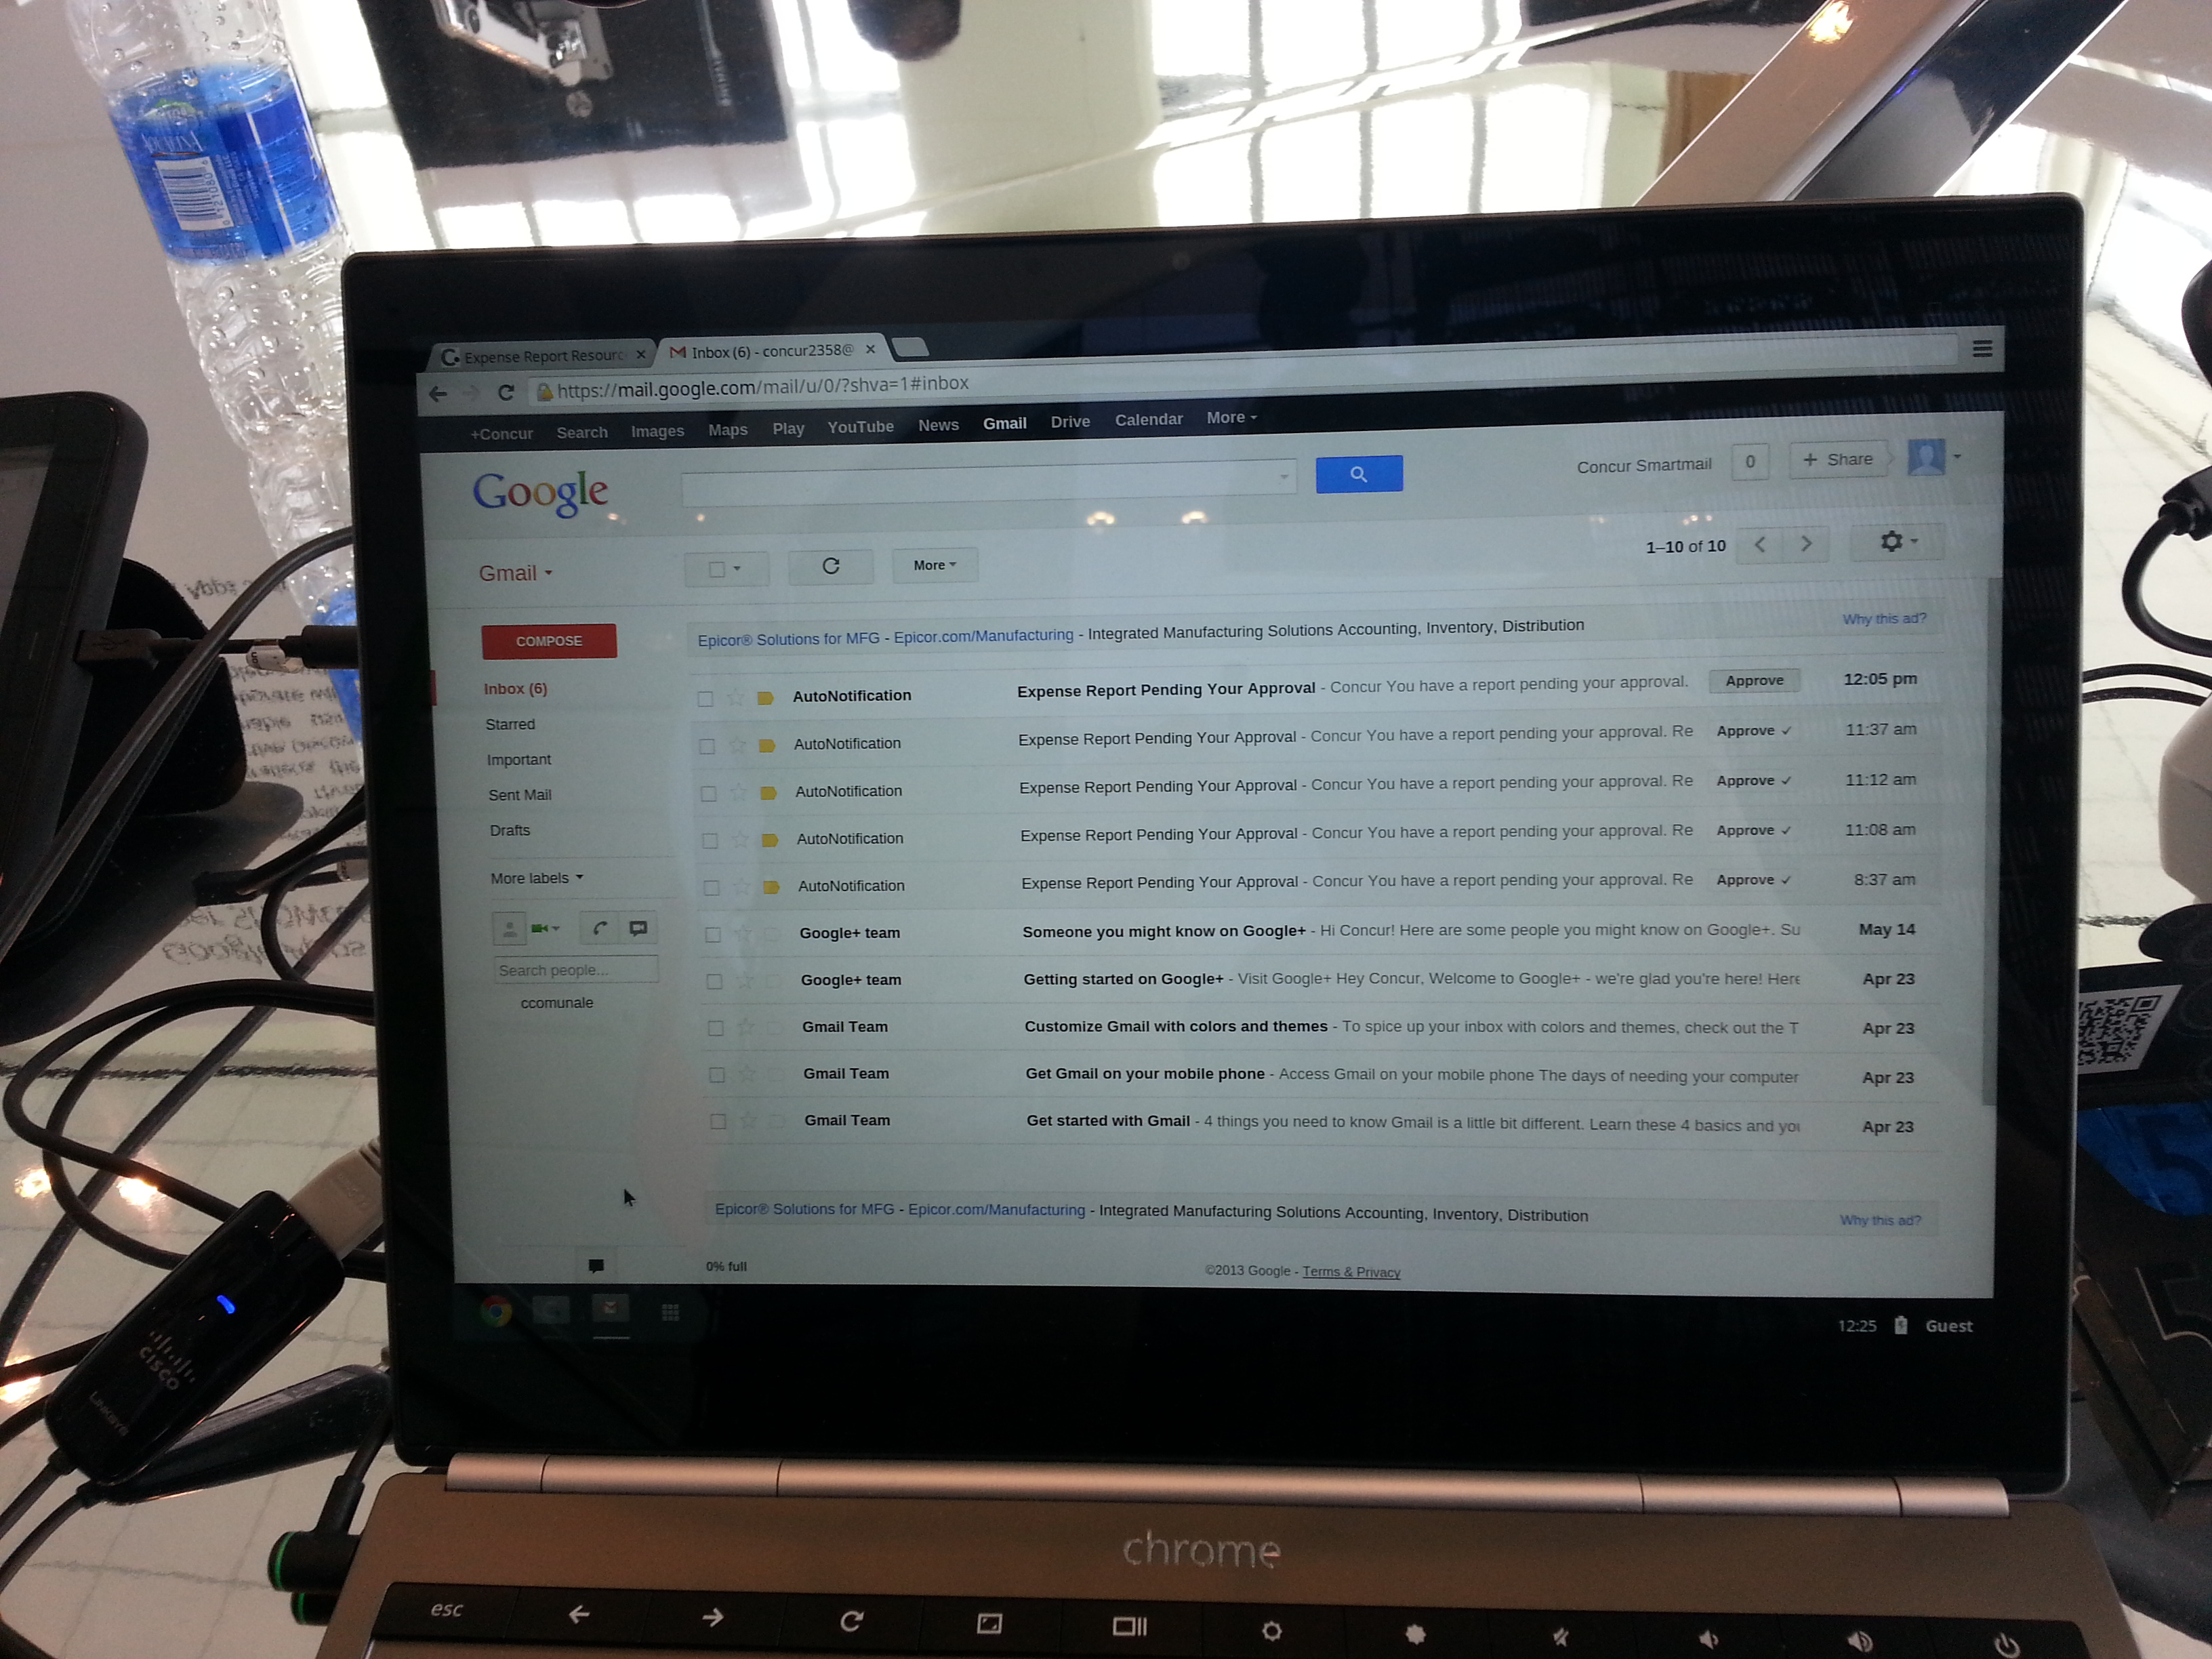 AQUAFINA
Expense Report Resourc
Inbox (6) - concur2358@
https://mail.google.com/mail/u/0/?shva=1#inbox
+Concur Search Images Maps Play YouTube News Gmail Drive Calendar More
Google
Concur Smartmail 0 + Share
Gmail
More
1–10 of 10
COMPOSE
Inbox (6)
Starred
Important
Sent Mail
Drafts
More labels
Search people...
ccomunale
Epicor® Solutions for MFG - Epicor.com/Manufacturing - Integrated Manufacturing Solutions Accounting, Inventory, Distribution Why this ad?
AutoNotification Expense Report Pending Your Approval - Concur You have a report pending your approval. Approve 12:05 pm
AutoNotification Expense Report Pending Your Approval - Concur You have a report pending your approval. Re Approve ✓ 11:37 am
AutoNotification Expense Report Pending Your Approval - Concur You have a report pending your approval. Re Approve ✓ 11:12 am
AutoNotification Expense Report Pending Your Approval - Concur You have a report pending your approval. Re Approve ✓ 11:08 am
AutoNotification Expense Report Pending Your Approval - Concur You have a report pending your approval. Re Approve ✓ 8:37 am
Google+ team Someone you might know on Google+ - Hi Concur! Here are some people you might know on Google+. Su May 14
Google+ team Getting started on Google+ - Visit Google+ Hey Concur, Welcome to Google+ - we're glad you're here! Here Apr 23
Gmail Team Customize Gmail with colors and themes - To spice up your inbox with colors and themes, check out the T Apr 23
Gmail Team Get Gmail on your mobile phone - Access Gmail on your mobile phone The days of needing your computer Apr 23
Gmail Team Get started with Gmail - 4 things you need to know Gmail is a little bit different. Learn these 4 basics and you Apr 23
Epicor® Solutions for MFG - Epicor.com/Manufacturing - Integrated Manufacturing Solutions Accounting, Inventory, Distribution Why this ad?
0% full
©2013 Google - Terms & Privacy
12:25 Guest
CISCO
LINKSYS
chrome
esc